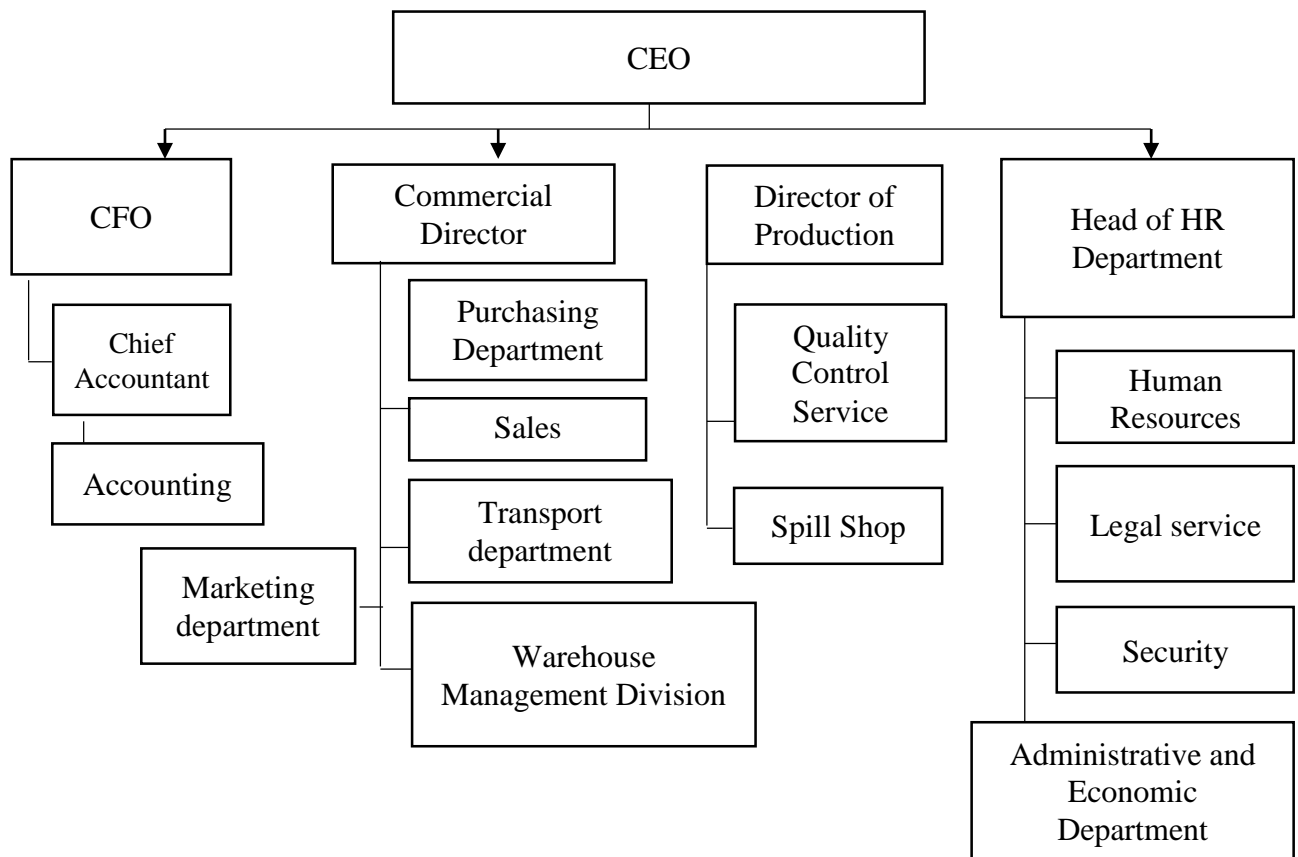 CEO
CFO
Commercial
Director
Director of
Production
Head of HR
Department
Chief
Accountant
Accounting
Purchasing
Department
Sales
Transport
department
Marketing
department
Warehouse
Management Division
Quality
Control
Service
Spill Shop
Human
Resources
Legal service
Security
Administrative and
Economic
Department